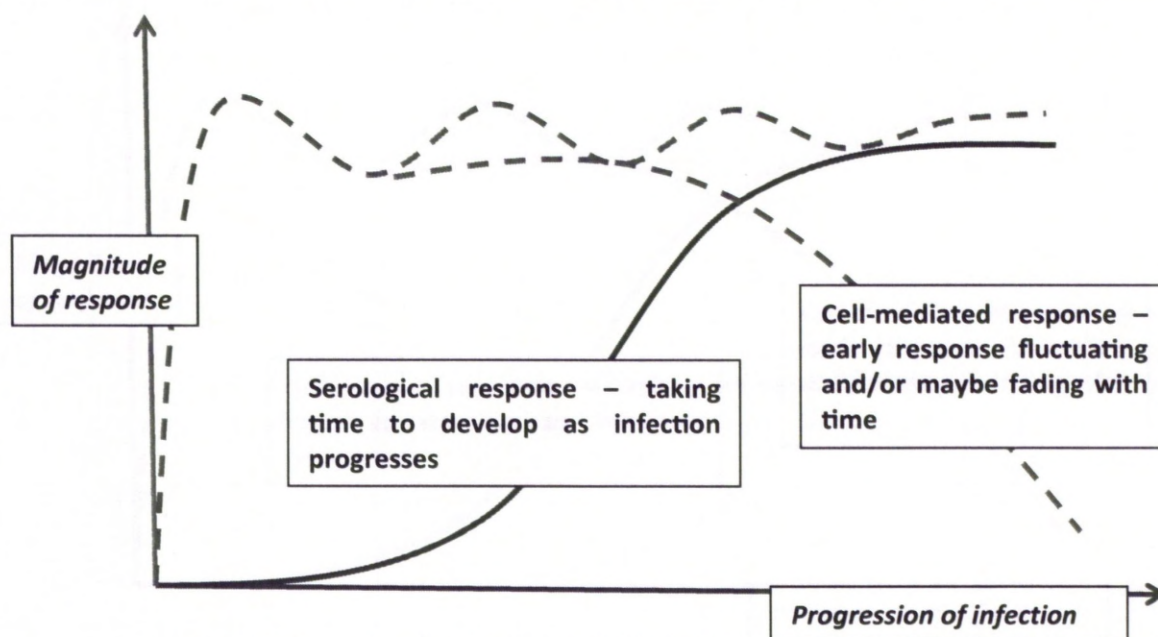 Magnitude
of response
Serological response – taking
time to develop as infection
progresses
Cell-mediated response –
early response fluctuating
and/or maybe fading with
time
Progression of infection